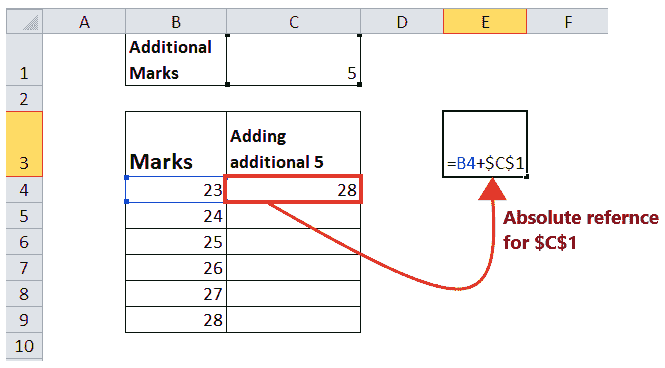 A B C D E F
Additional
1 Marks 5
2
Adding
3 Marks additional 5 =B4+$C$1
4 23 28
5 24 Absolute refernce
6 25 for $C$1
7 26
8 27
9 28
10